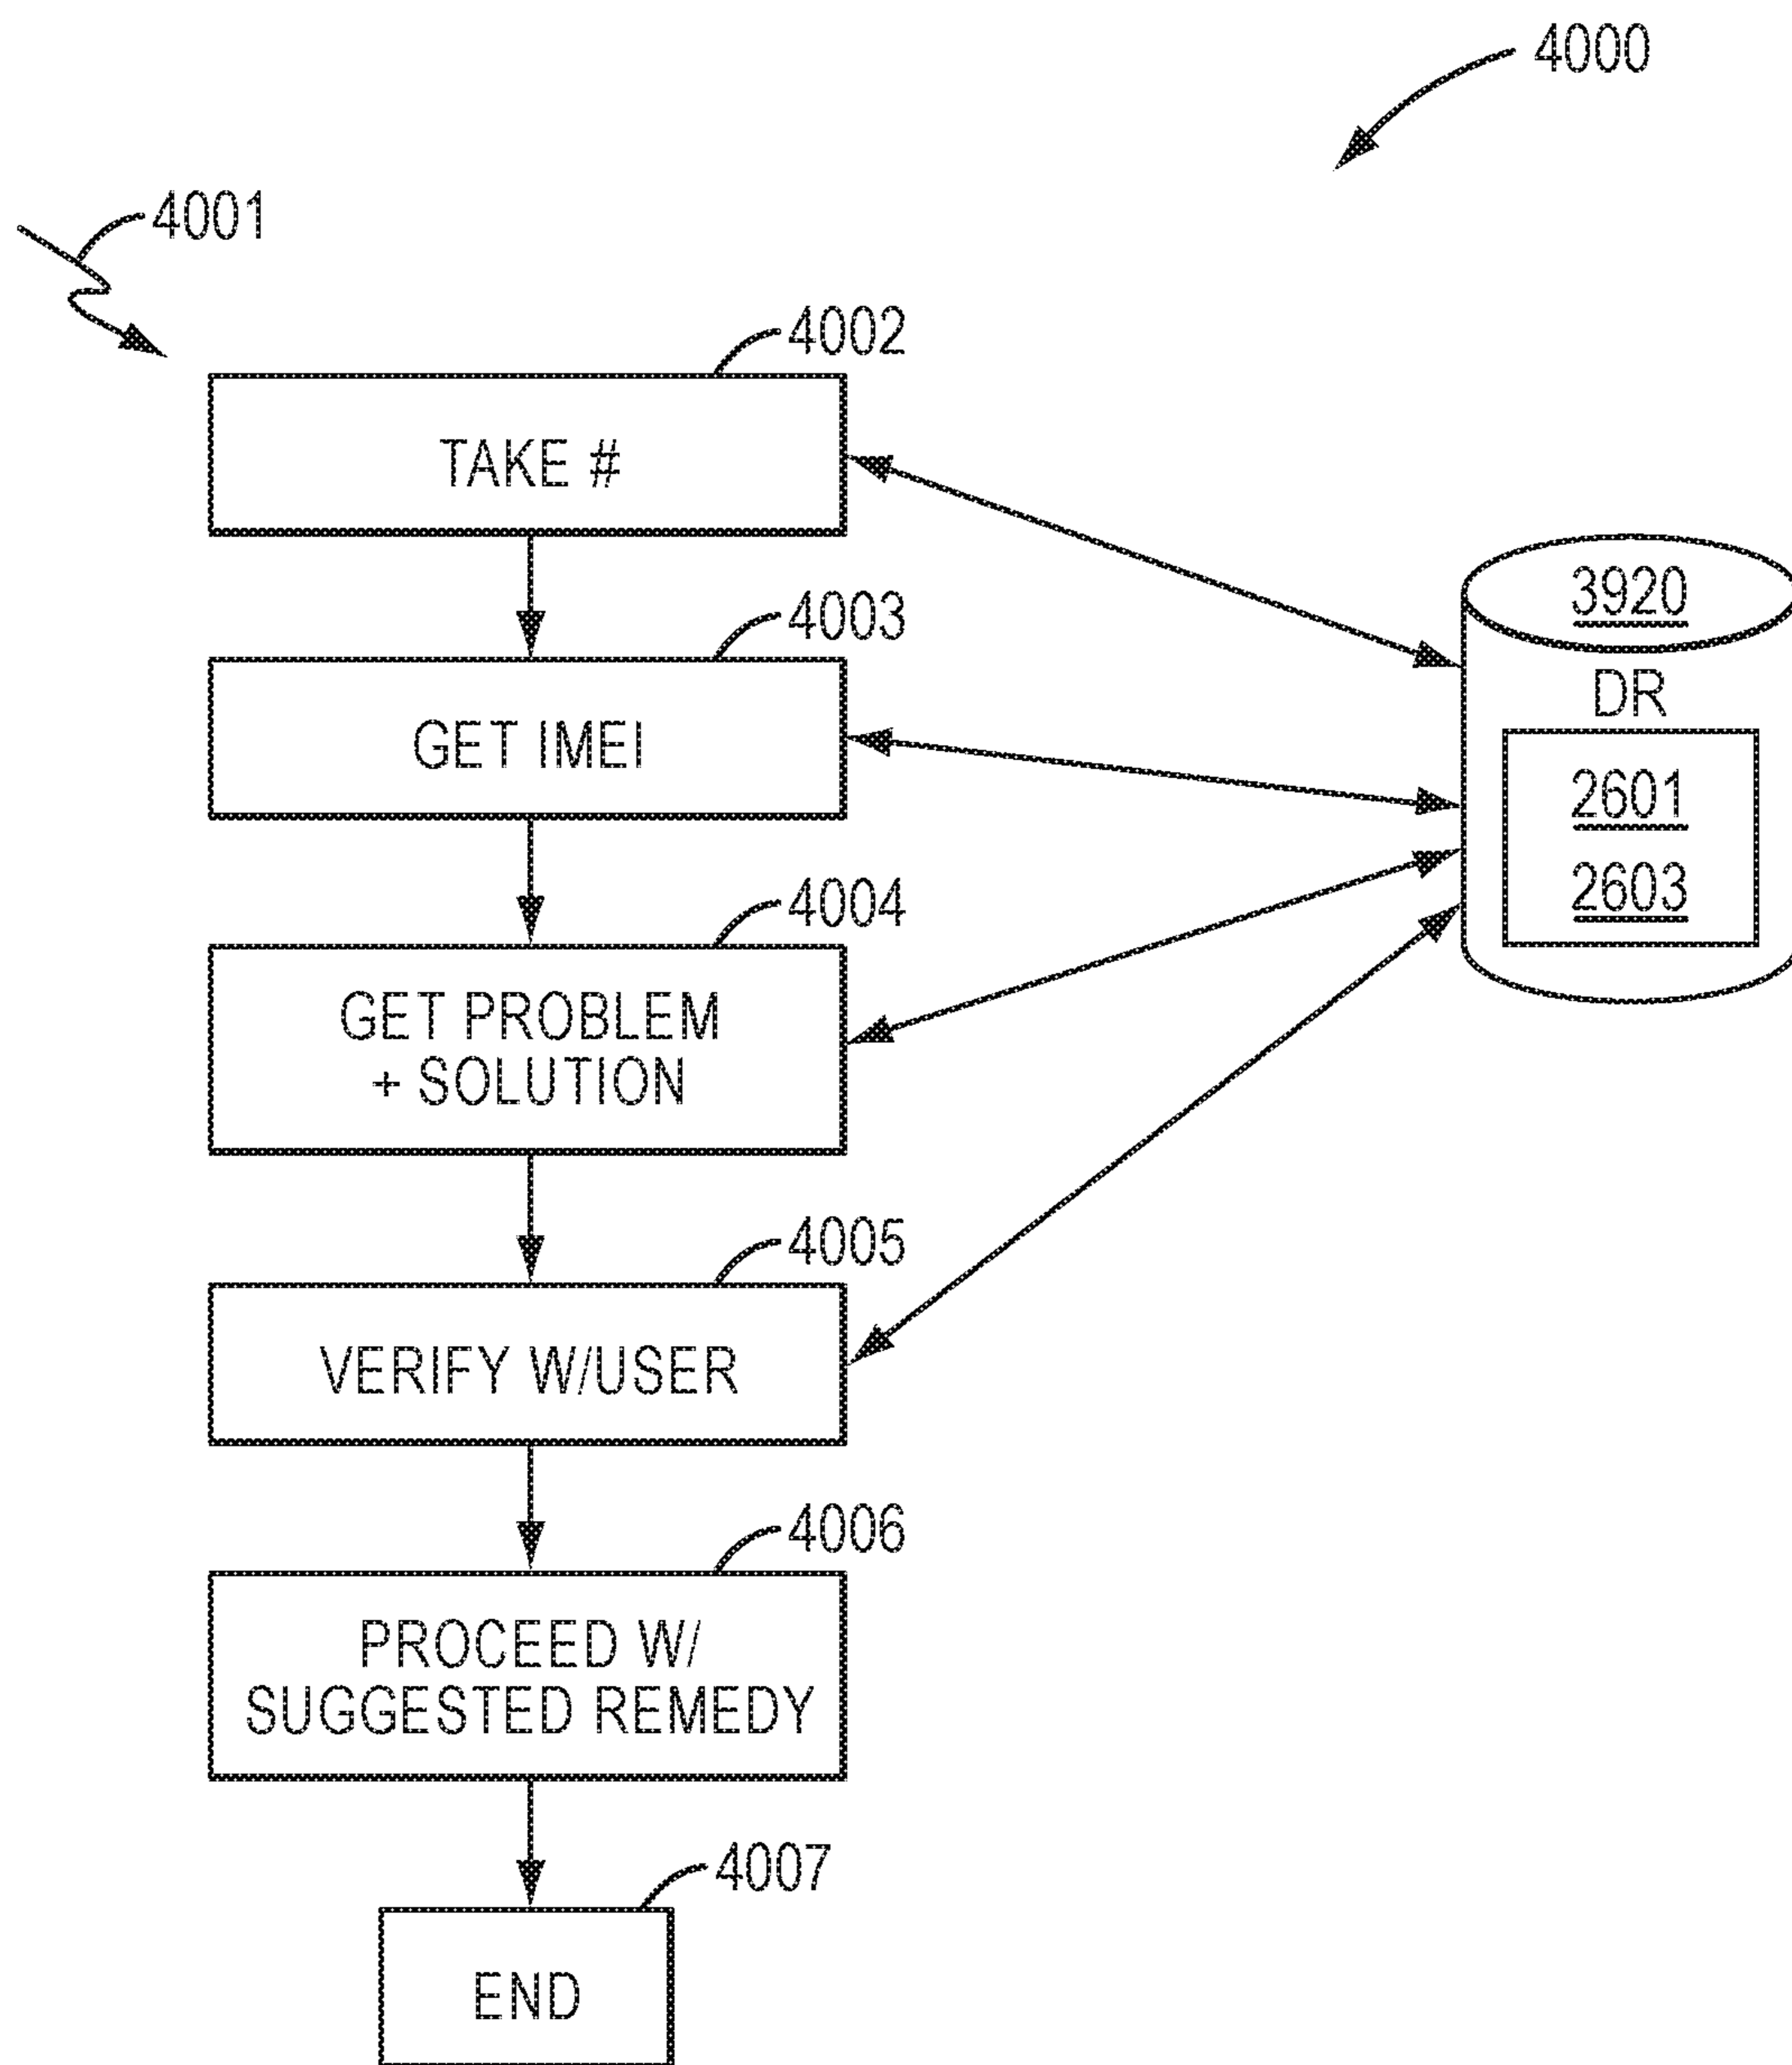 4000
4001
4002
TAKE #
3920
DR
4003
GET IMEI
2601
2603
4004
GET PROBLEM
+ SOLUTION
4005
VERIFY W/USER
4006
PROCEED W/
SUGGESTED REMEDY
4007
END